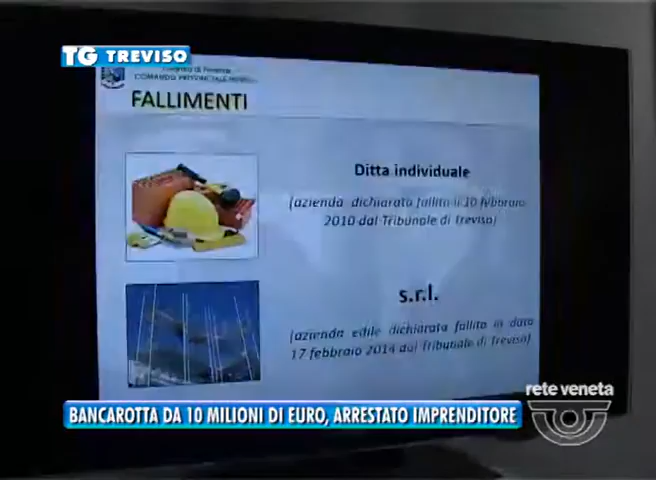 TG TREVISO
COMANDO PROVINCIALE
FALLIMENTI
Ditta individuale
(azienda dichiarata fallita il 10 febbraio
2010 dal Tribunale di Treviso)
s.r.l.
(azienda edile dichiarata fallita in data
17 febbraio 2014 dal Tribunale di Treviso)
rete veneta
BANCAROTTA DA 10 MILIONI DI EURO, ARRESTATO IMPRENDITORE